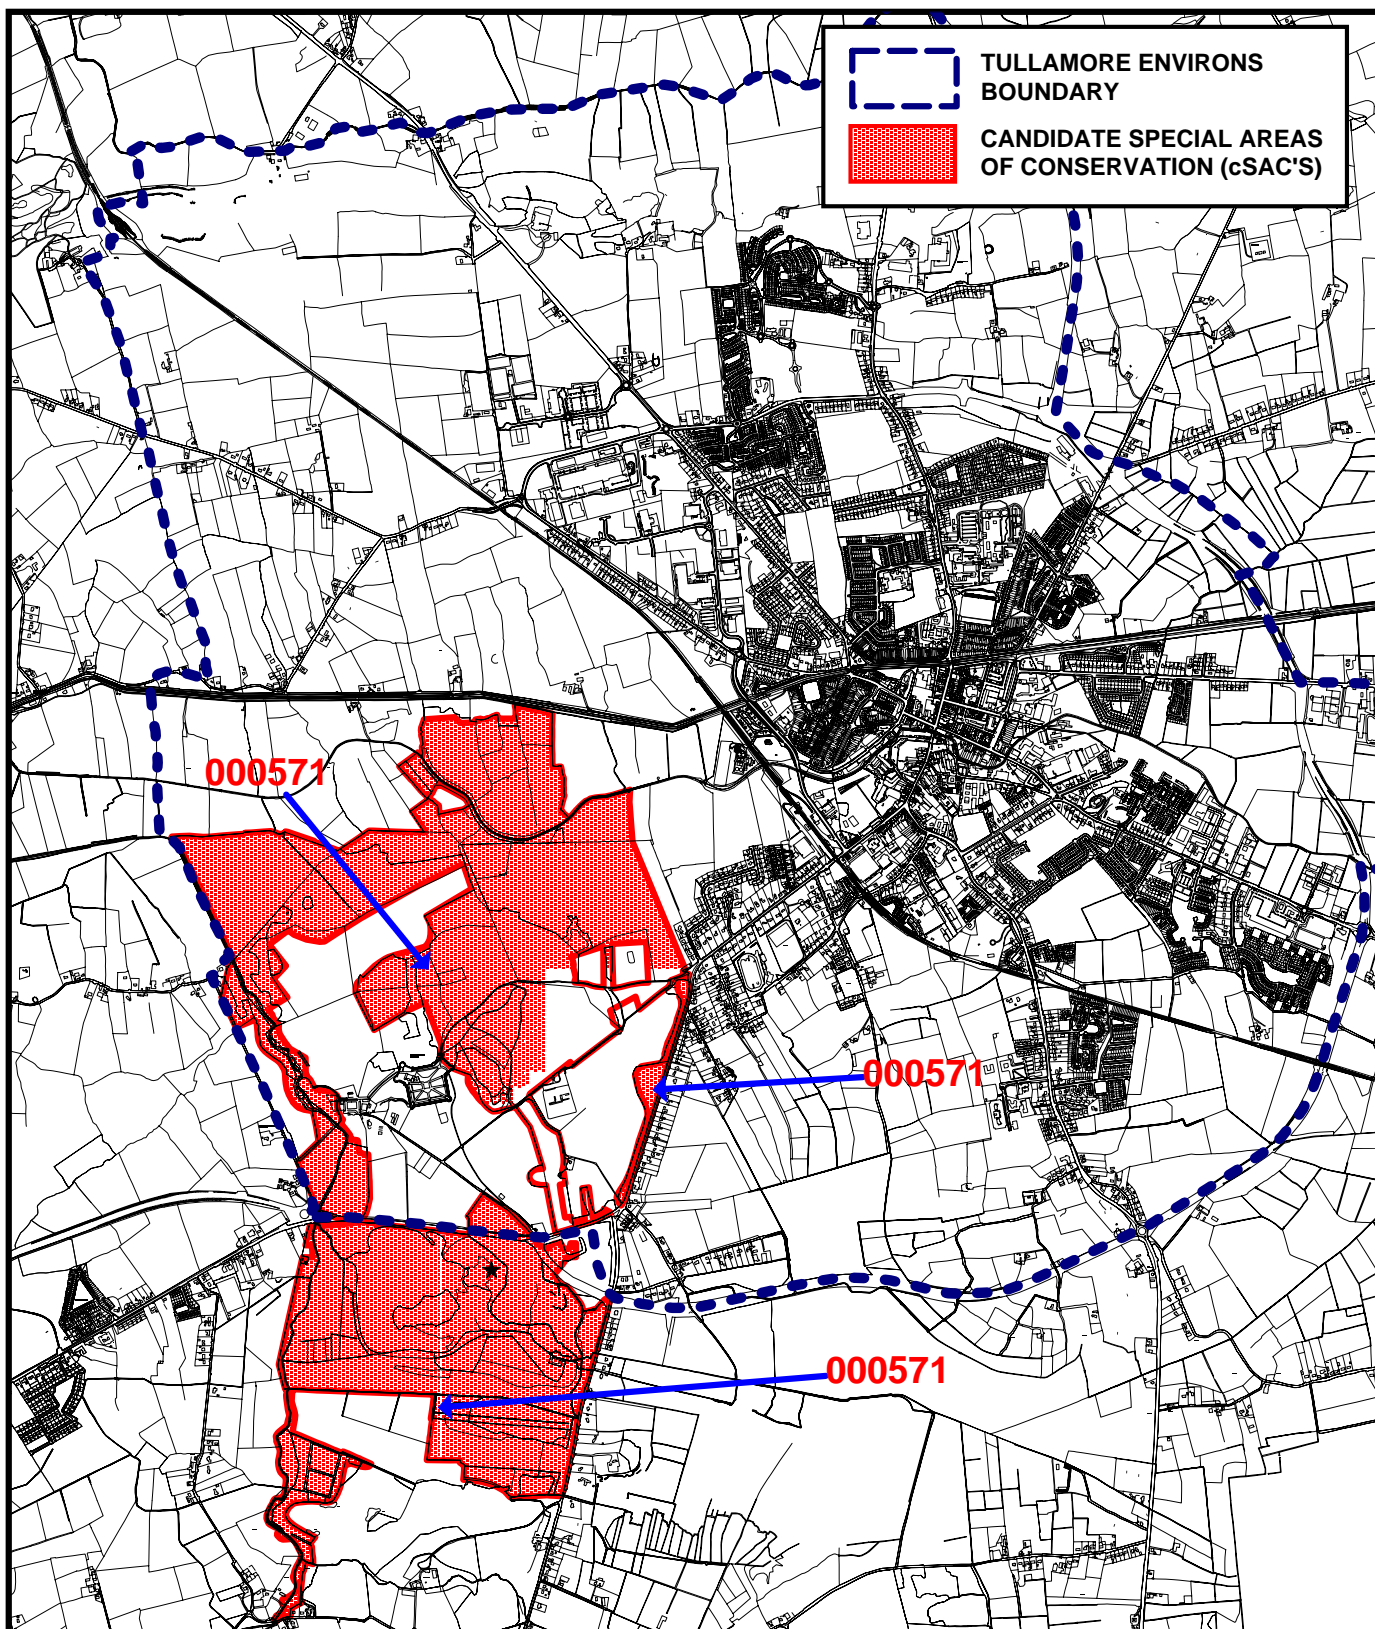 TULLAMORE ENVIRONS
BOUNDARY
CANDIDATE SPECIAL AREAS
OF CONSERVATION (cSAC'S)
000571
000571
000571